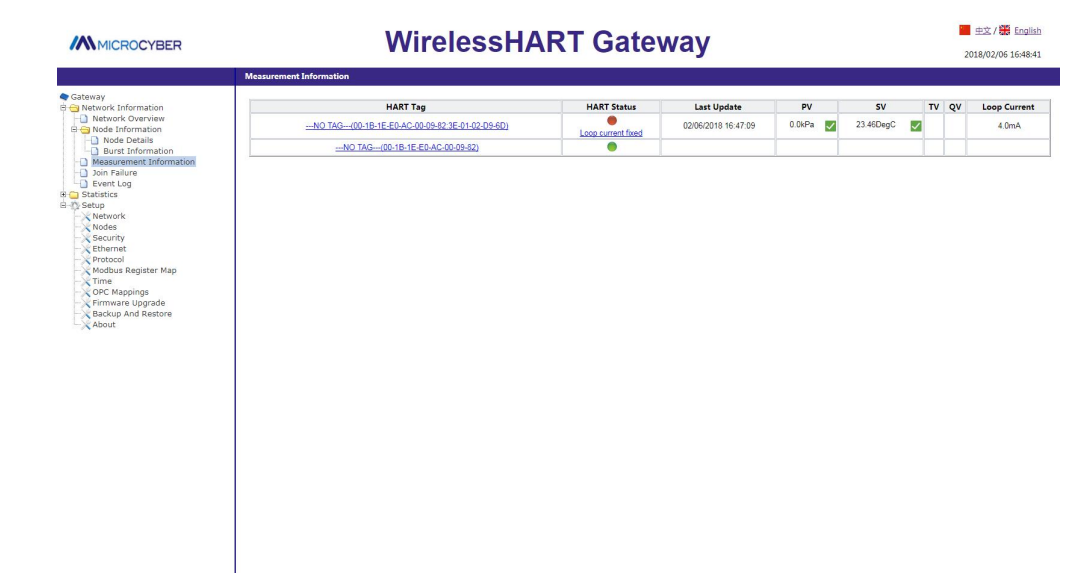 MICROCYBER
WirelessHART Gateway
中文 / English
2018/02/06 16:48:41
Measurement Information
Gateway
Network Information
Network Overview
Node Information
Node Details
Burst Information
Measurement Information
Join Failure
Event Log
Statistics
Setup
Network
Nodes
Security
Ethernet
Protocol
Modbus Register Map
Time
OPC Mappings
Firmware Upgrade
Backup And Restore
About
HART Tag HART Status Last Update PV SV TV QV Loop Current
---NO TAG---(00-1B-1E-E0-AC-00-09-82:3E-01-02-D9-6D) Loop current fixed 02/06/2018 16:47:09 0.0kPa 23.46DegC 4.0mA
---NO TAG---(00-1B-1E-E0-AC-00-09-82)